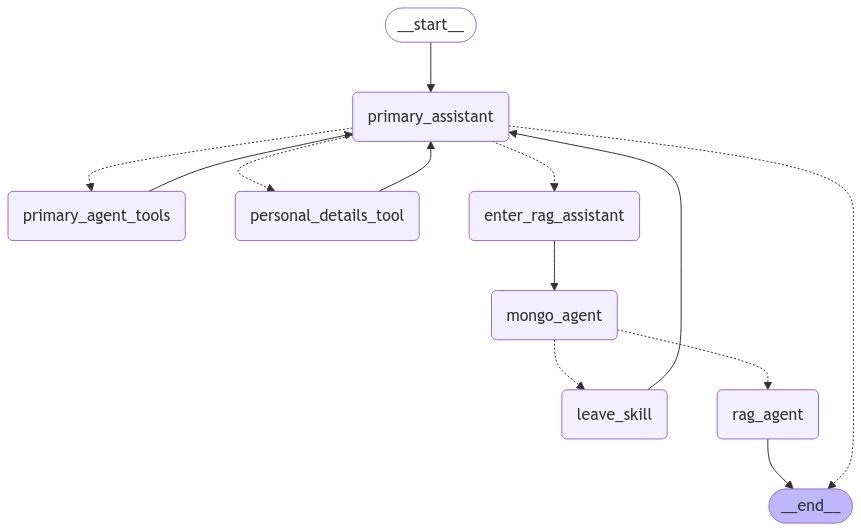 __start__
primary_assistant
primary_agent_tools
personal_details_tool
enter_rag_assistant
mongo_agent
leave_skill
rag_agent
__end__